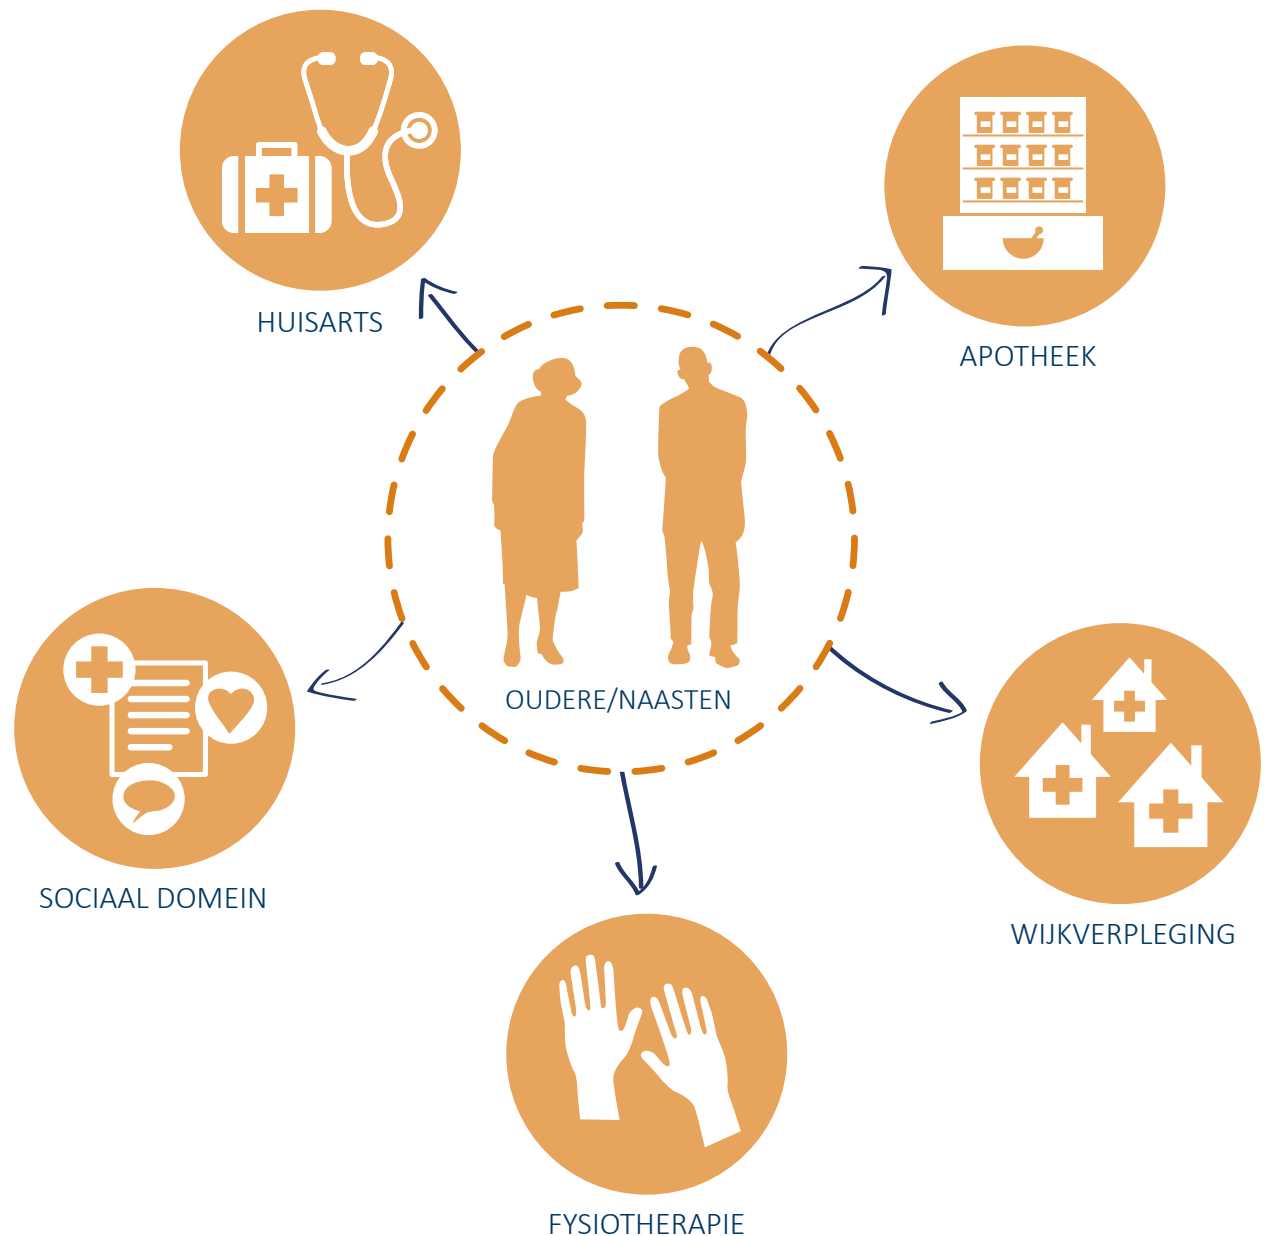 HUISARTS
APOTHEEK
OUDERE/NAASTEN
SOCIAAL DOMEIN
WIJKVERPLEGING
FYSIOTHERAPIE